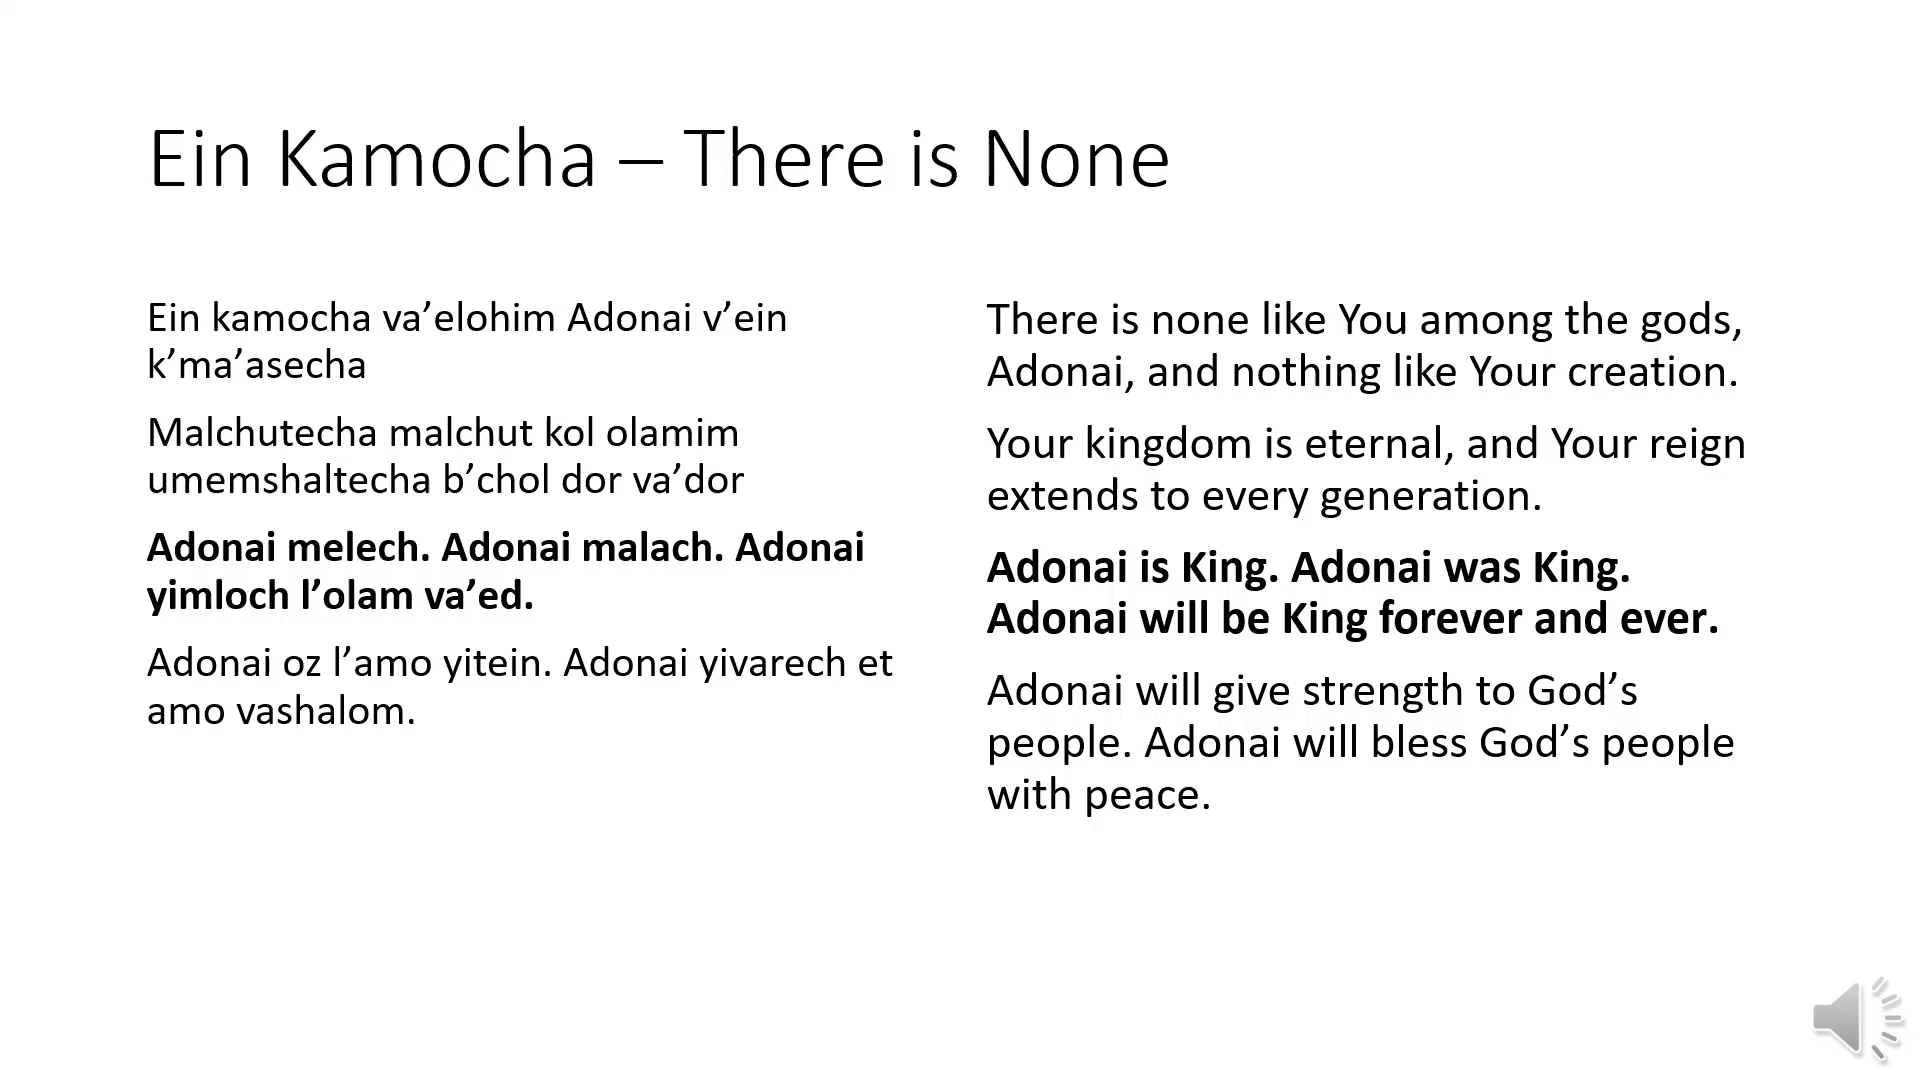 Ein Kamocha – There is None
Ein kamocha va’elohim Adonai v’ein
k’ma’asecha
Malchutecha malchut kol olamim
umemshaltecha b’chol dor va’dor
Adonai melech. Adonai malach. Adonai
yimloch l’olam va’ed.
Adonai oz l’amo yitein. Adonai yivarech et
amo vashalom.
There is none like You among the gods,
Adonai, and nothing like Your creation.
Your kingdom is eternal, and Your reign
extends to every generation.
Adonai is King. Adonai was King.
Adonai will be King forever and ever.
Adonai will give strength to God’s
people. Adonai will bless God’s people
with peace.